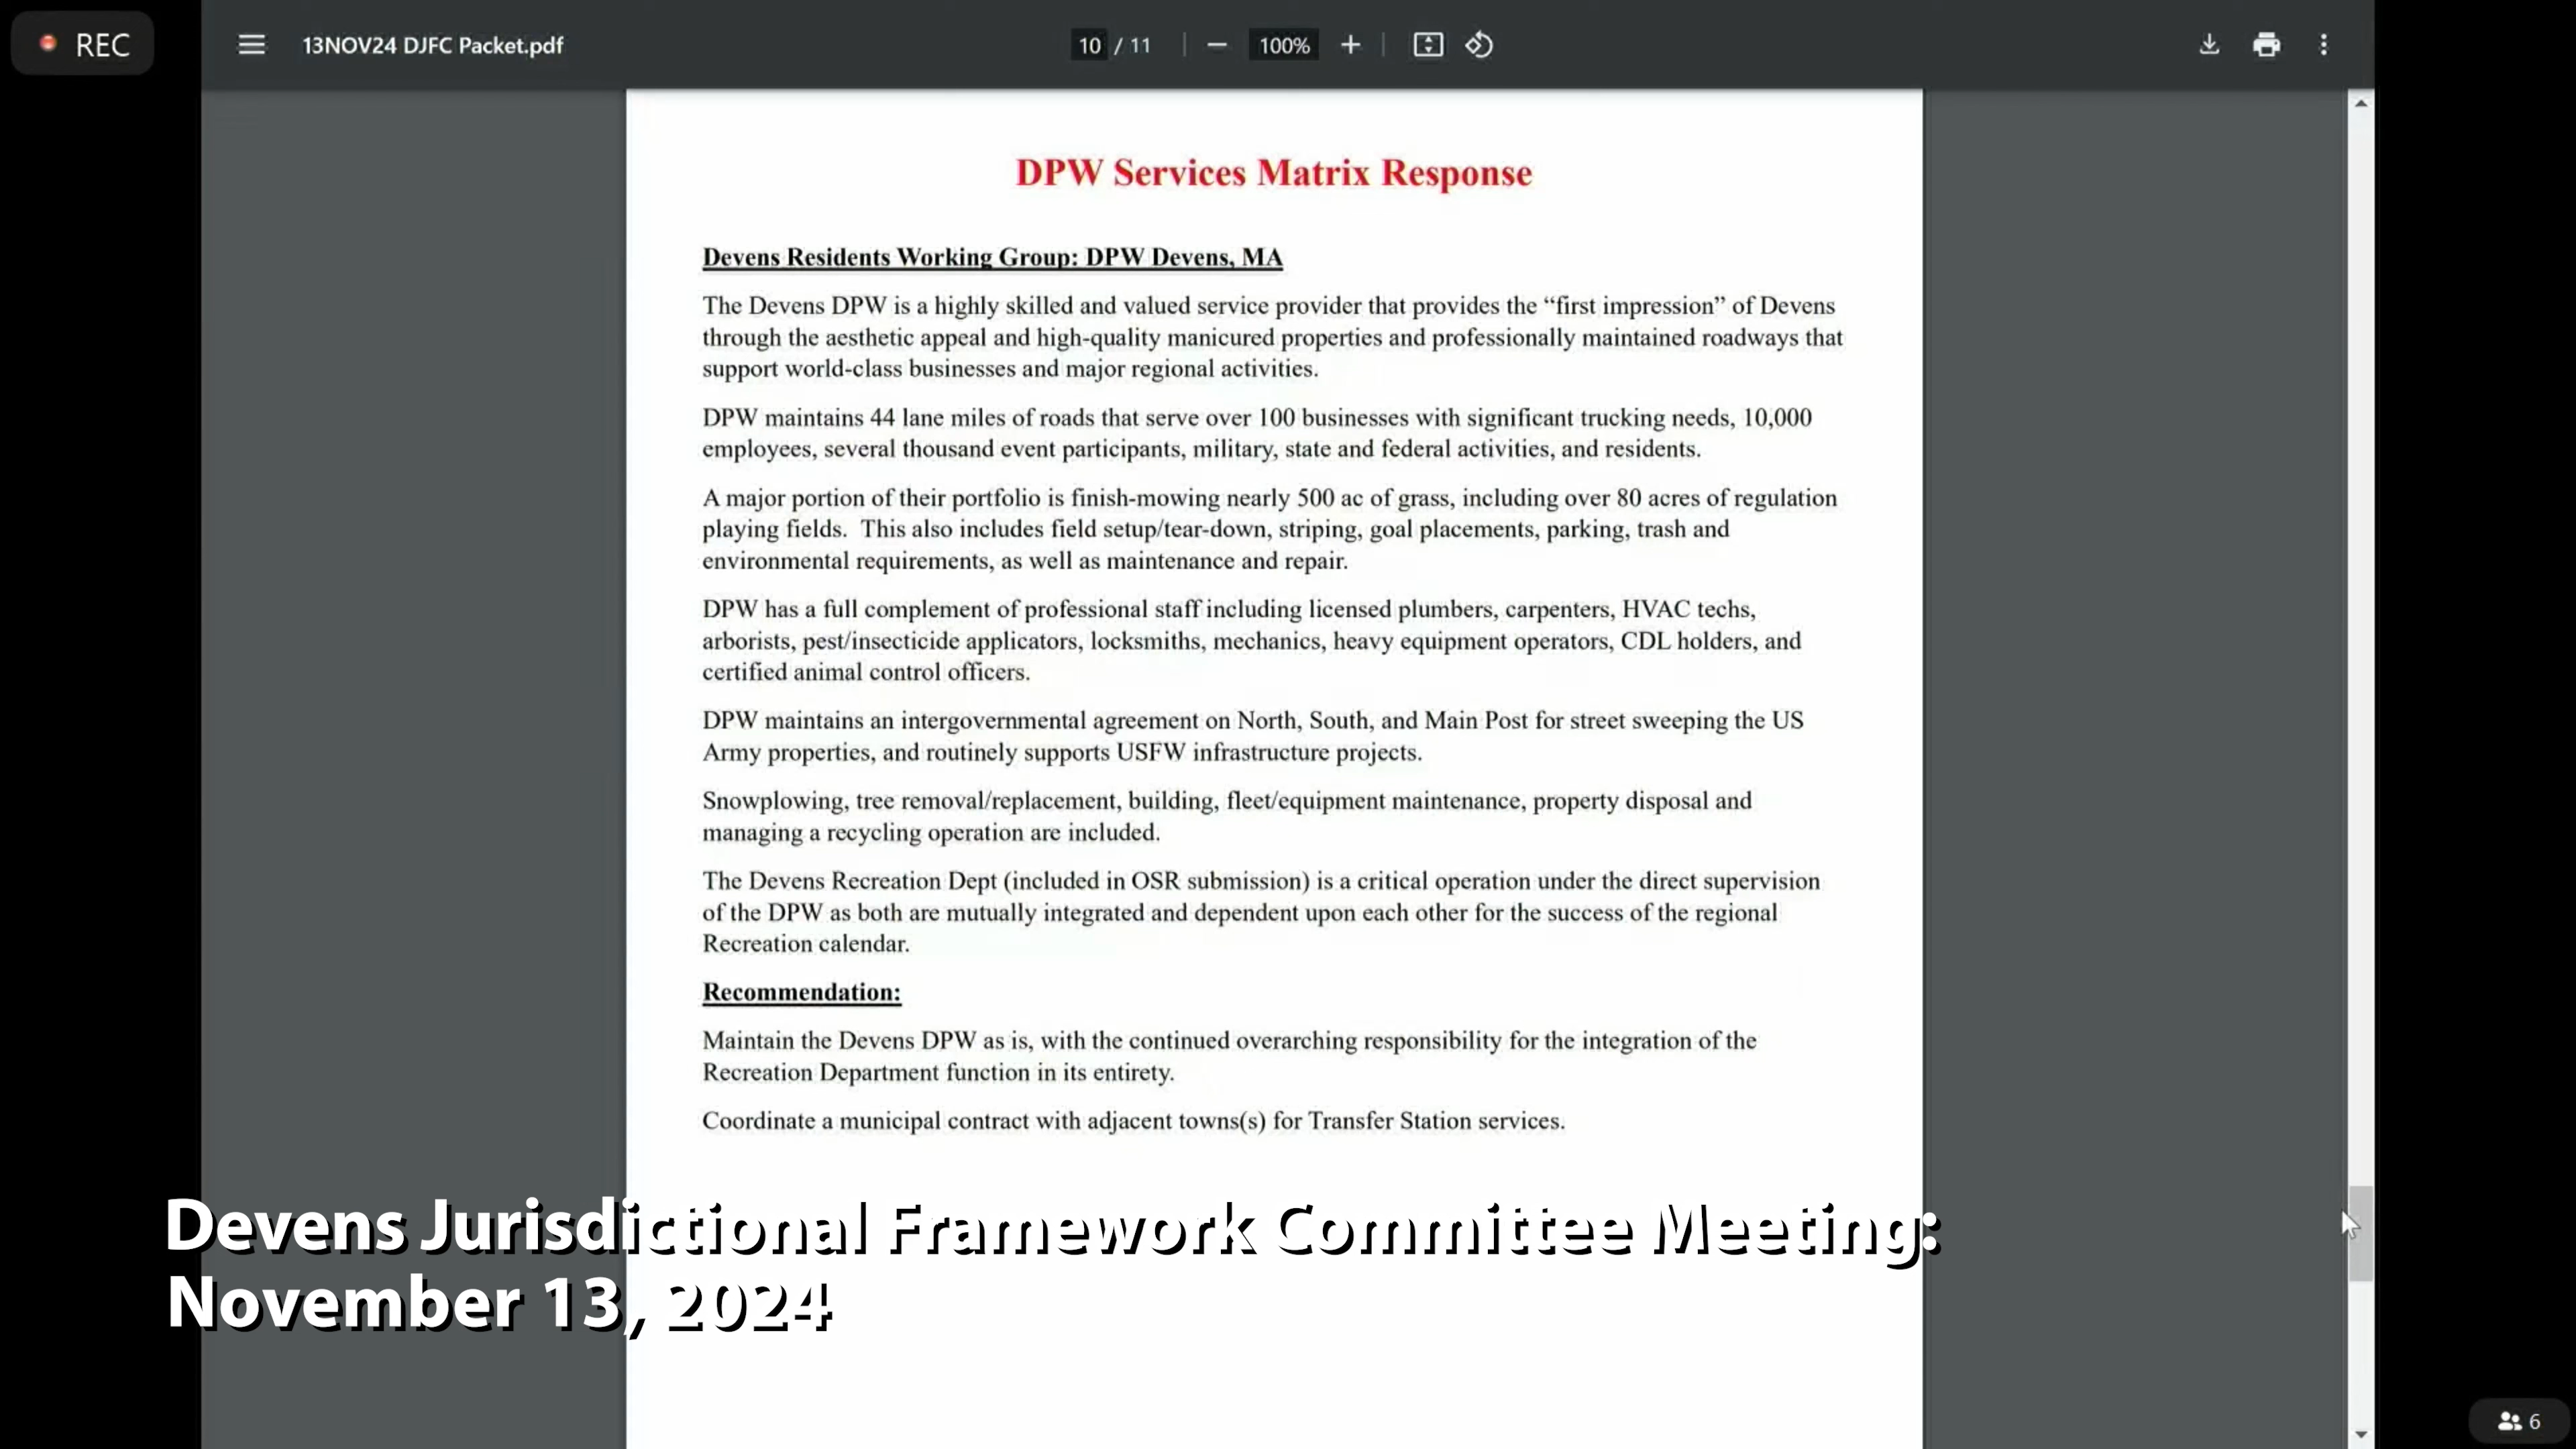 REC
13NOV24 DJFC Packet.pdf
10 / 11
100%
DPW Services Matrix Response
Devens Residents Working Group: DPW Devens, MA
The Devens DPW is a highly skilled and valued service provider that provides the “first impression” of Devens
through the aesthetic appeal and high-quality manicured properties and professionally maintained roadways that
support world-class businesses and major regional activities.
DPW maintains 44 lane miles of roads that serve over 100 businesses with significant trucking needs, 10,000
employees, several thousand event participants, military, state and federal activities, and residents.
A major portion of their portfolio is finish-mowing nearly 500 ac of grass, including over 80 acres of regulation
playing fields.  This also includes field setup/tear-down, striping, goal placements, parking, trash and
environmental requirements, as well as maintenance and repair.
DPW has a full complement of professional staff including licensed plumbers, carpenters, HVAC techs,
arborists, pest/insecticide applicators, locksmiths, mechanics, heavy equipment operators, CDL holders, and
certified animal control officers.
DPW maintains an intergovernmental agreement on North, South, and Main Post for street sweeping the US
Army properties, and routinely supports USFW infrastructure projects.
Snowplowing, tree removal/replacement, building, fleet/equipment maintenance, property disposal and
managing a recycling operation are included.
The Devens Recreation Dept (included in OSR submission) is a critical operation under the direct supervision
of the DPW as both are mutually integrated and dependent upon each other for the success of the regional
Recreation calendar.
Recommendation:
Maintain the Devens DPW as is, with the continued overarching responsibility for the integration of the
Recreation Department function in its entirety.
Coordinate a municipal contract with adjacent towns(s) for Transfer Station services.
Devens Jurisdictional Framework Committee Meeting:
November 13, 2024
6